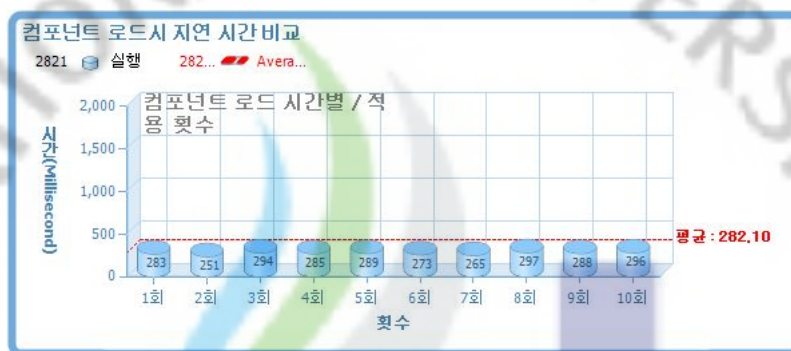 컴포넌트 로드시 지연 시간 비교
2821 실행 282... Avera...
컴포넌트 로드 시간별 / 적
용 횟수
시간(Millisecond)
2,000
1,500
1,000
500
0
평균 : 282,10
283 251 294 285 289 273 265 297 288 296
1회 2회 3회 4회 5회 6회 7회 8회 9회 10회
횟수